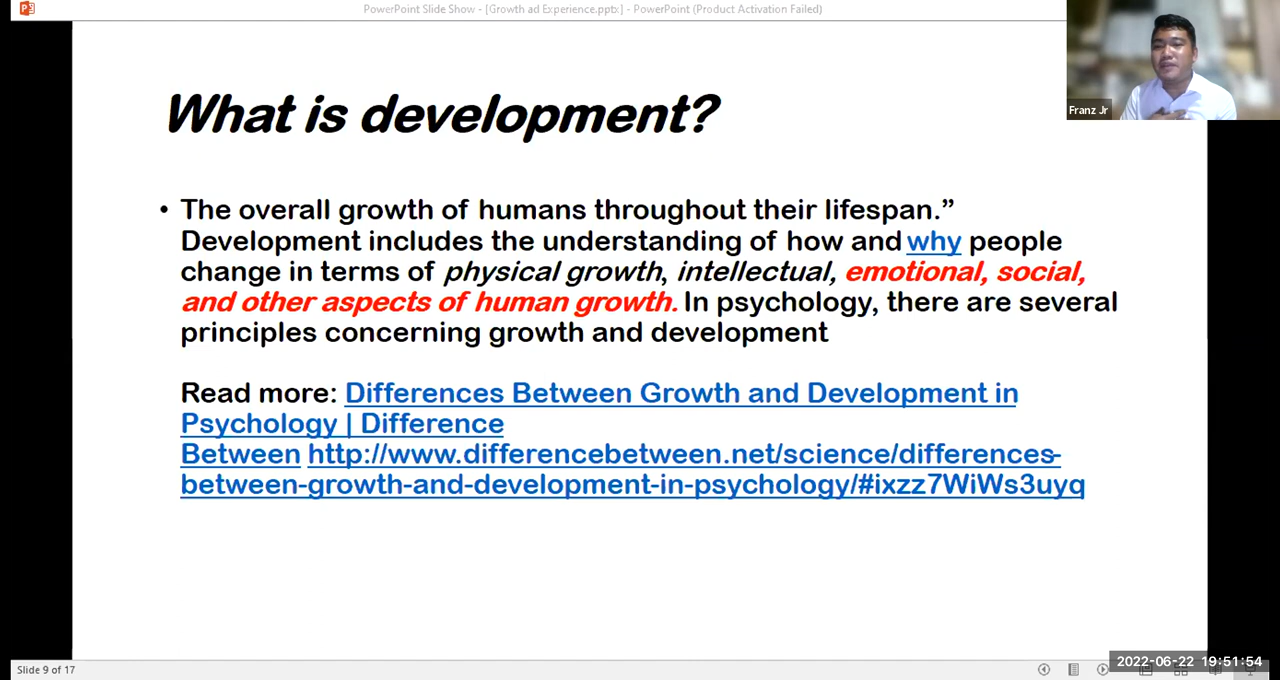 PowerPoint Slide Show - [Growth ad Experience.pptx] - PowerPoint (Product Activation Failed)
Franz Jr
What is development?
• The overall growth of humans throughout their lifespan.”
Development includes the understanding of how and why people
change in terms of physical growth, intellectual, emotional, social,
and other aspects of human growth. In psychology, there are several
principles concerning growth and development
Read more: Differences Between Growth and Development in
Psychology | Difference
Between http://www.differencebetween.net/science/differences-
between-growth-and-development-in-psychology/#ixzz7WiWs3uyq
Slide 9 of 17
2022-06-22 19:51:54